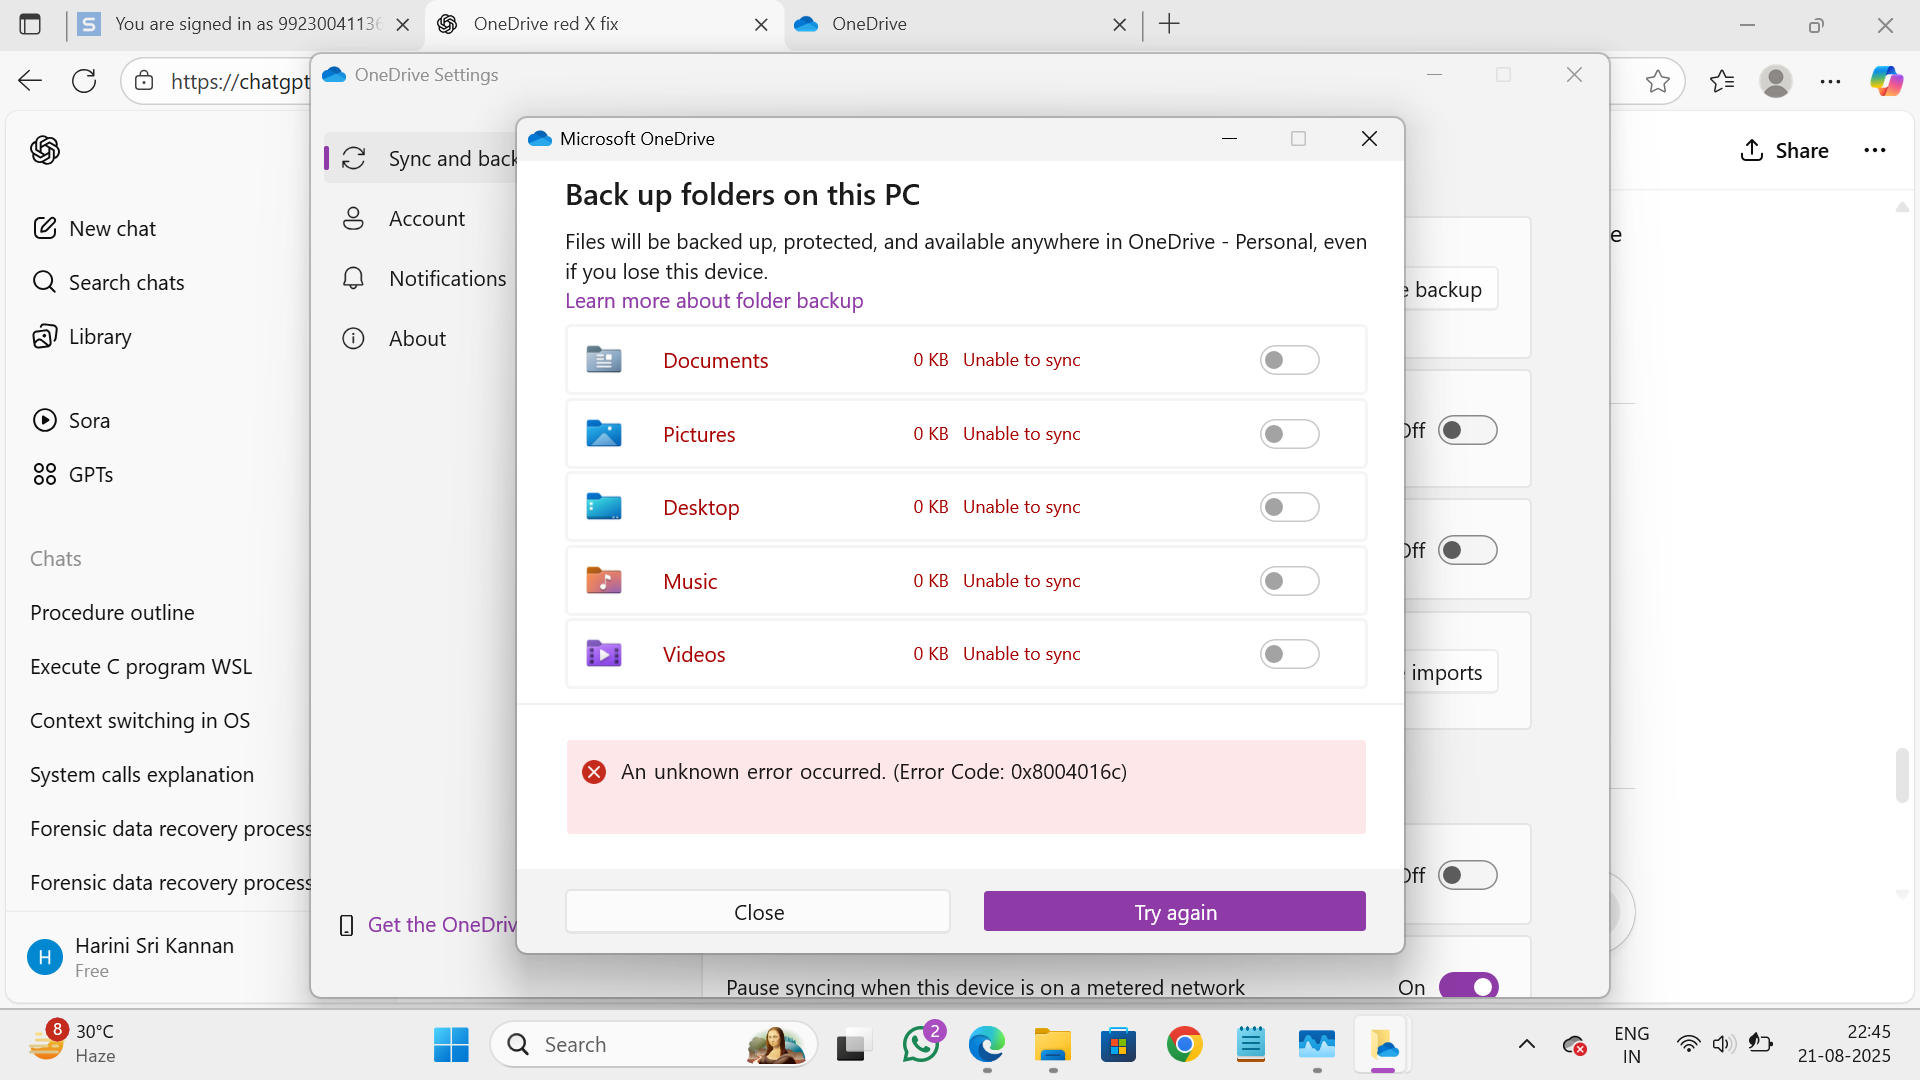 You are signed in as 99230041136
OneDrive red X fix
OneDrive
https://chatgpt
OneDrive Settings
Share
New chat
Search chats
Library
Sora
GPTs
Chats
Procedure outline
Execute C program WSL
Context switching in OS
System calls explanation
Forensic data recovery process
Forensic data recovery process
H
Harini Sri Kannan
Free
Sync and back
Account
Notifications
About
Get the OneDriv
Microsoft OneDrive
Back up folders on this PC
Files will be backed up, protected, and available anywhere in OneDrive - Personal, even
if you lose this device.
Learn more about folder backup
Documents 0 KB Unable to sync
Pictures 0 KB Unable to sync
Desktop 0 KB Unable to sync
Music 0 KB Unable to sync
Videos 0 KB Unable to sync
An unknown error occurred. (Error Code: 0x8004016c)
Close
Try again
e
e backup
Off
Off
imports
Off
Pause syncing when this device is on a metered network On
8
30°C
Haze
Search
2
ENG
IN
22:45
21-08-2025